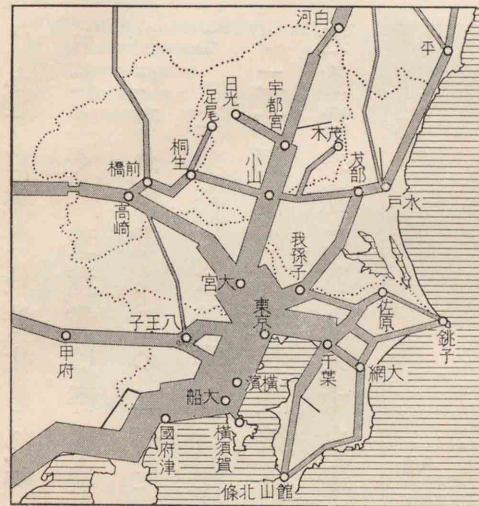 河白
平
日光
足尾
宇都宮
木茂
桐生
橋前
小山
友部
戸水
高崎
我孫子
宮大
東京
佐原
銚子
子王八
甲府
千葉
網大
濱橫
船大
國府津
橫須賀
條北山館